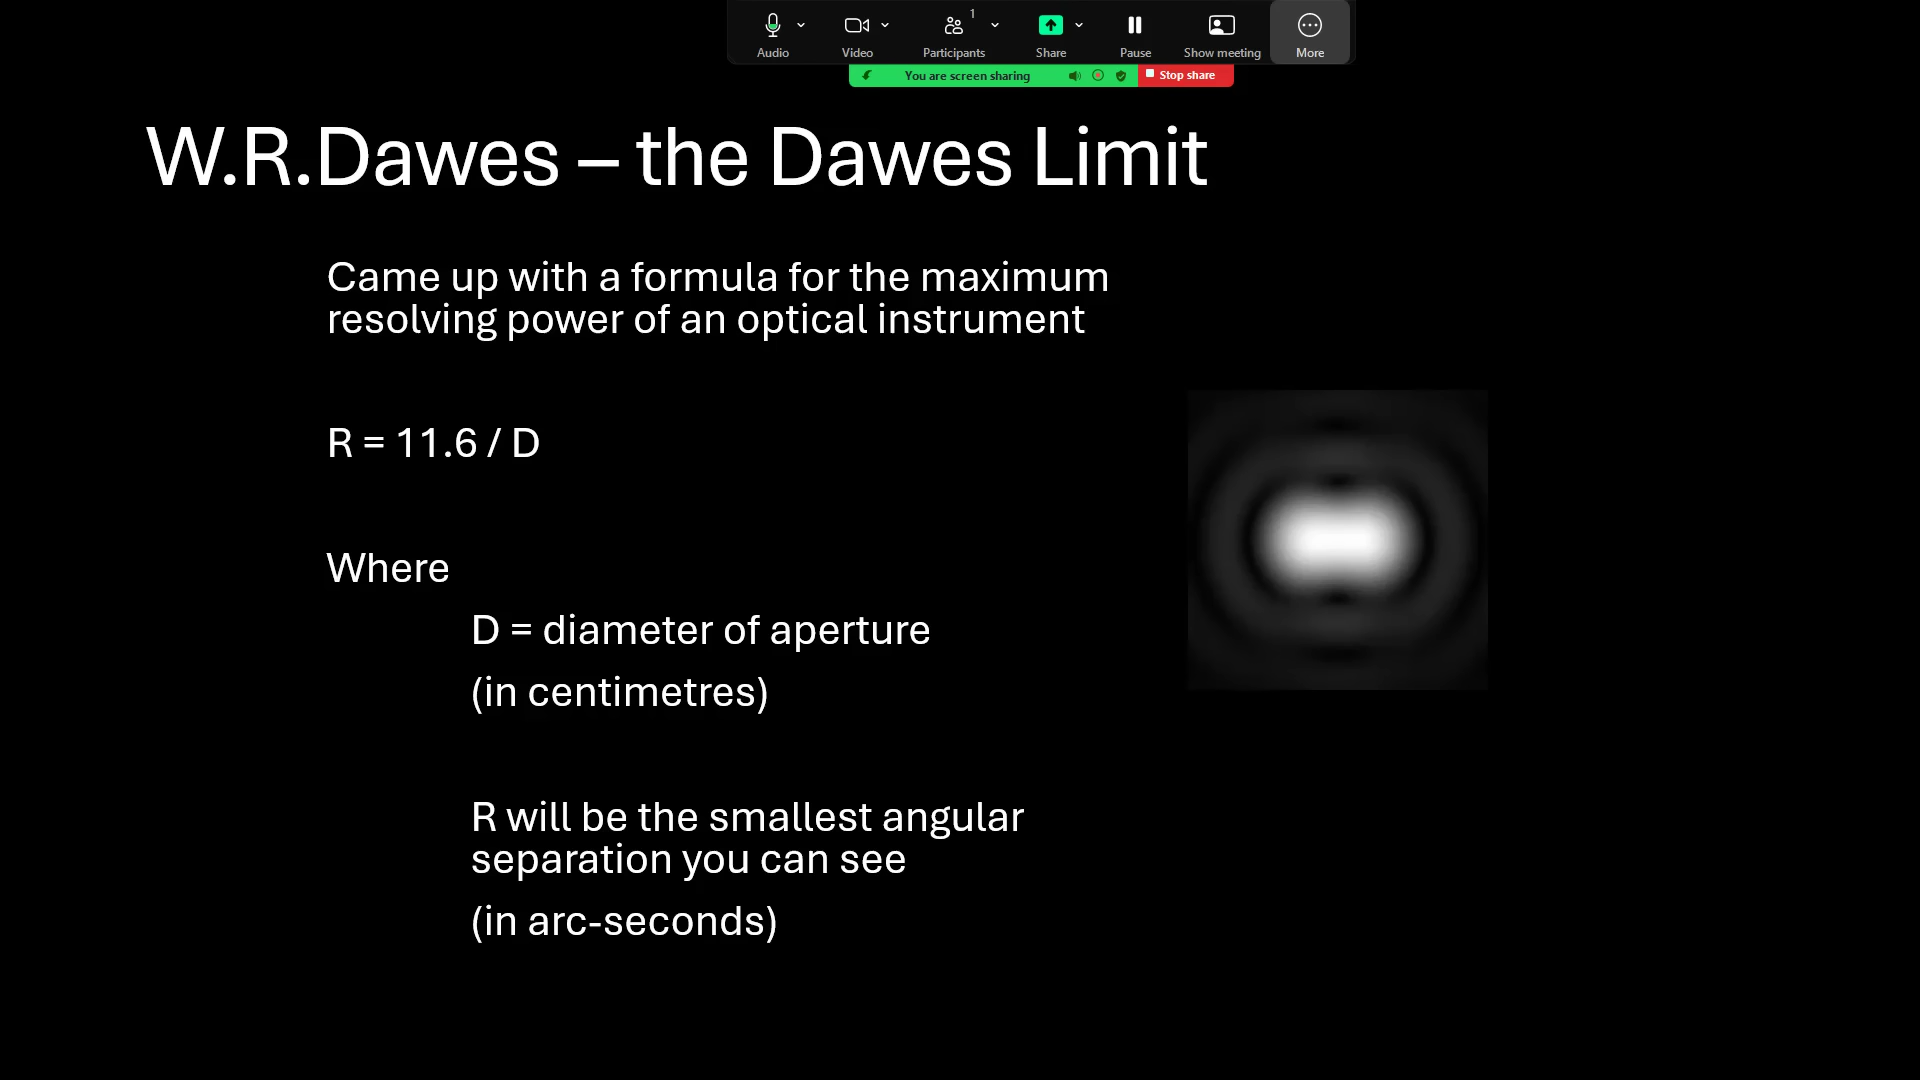 1
Audio
Video
Participants
Share
Pause
Show meeting
More
You are screen sharing
Stop share
W.R.Dawes – the Dawes Limit
Came up with a formula for the maximum
resolving power of an optical instrument
R = 11.6 / D
Where
D = diameter of aperture
(in centimetres)
R will be the smallest angular
separation you can see
(in arc-seconds)